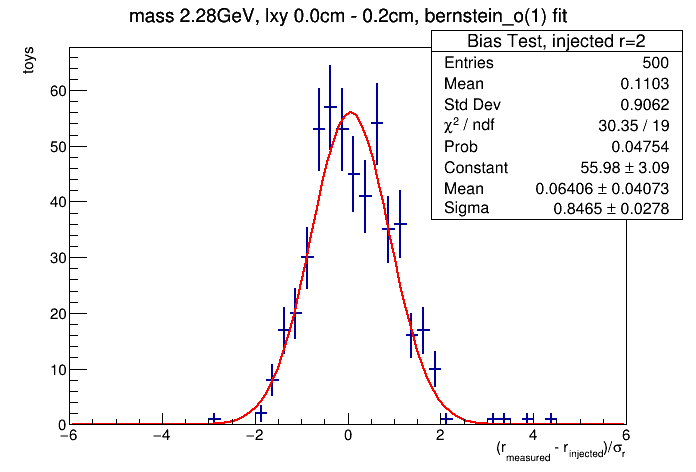 mass 2.28GeV, lxy 0.0cm - 0.2cm, bernstein_o(1) fit
toys
Bias Test, injected r=2
Entries 500
Mean 0.1103
Std Dev 0.9062
χ² / ndf 30.35 / 19
Prob 0.04754
Constant 55.98 ± 3.09
Mean 0.06406 ± 0.04073
Sigma 0.8465 ± 0.0278
60
50
40
30
20
10
0
−6 −4 −2 0 2 4 6
(r_measured - r_injected)/σ_r